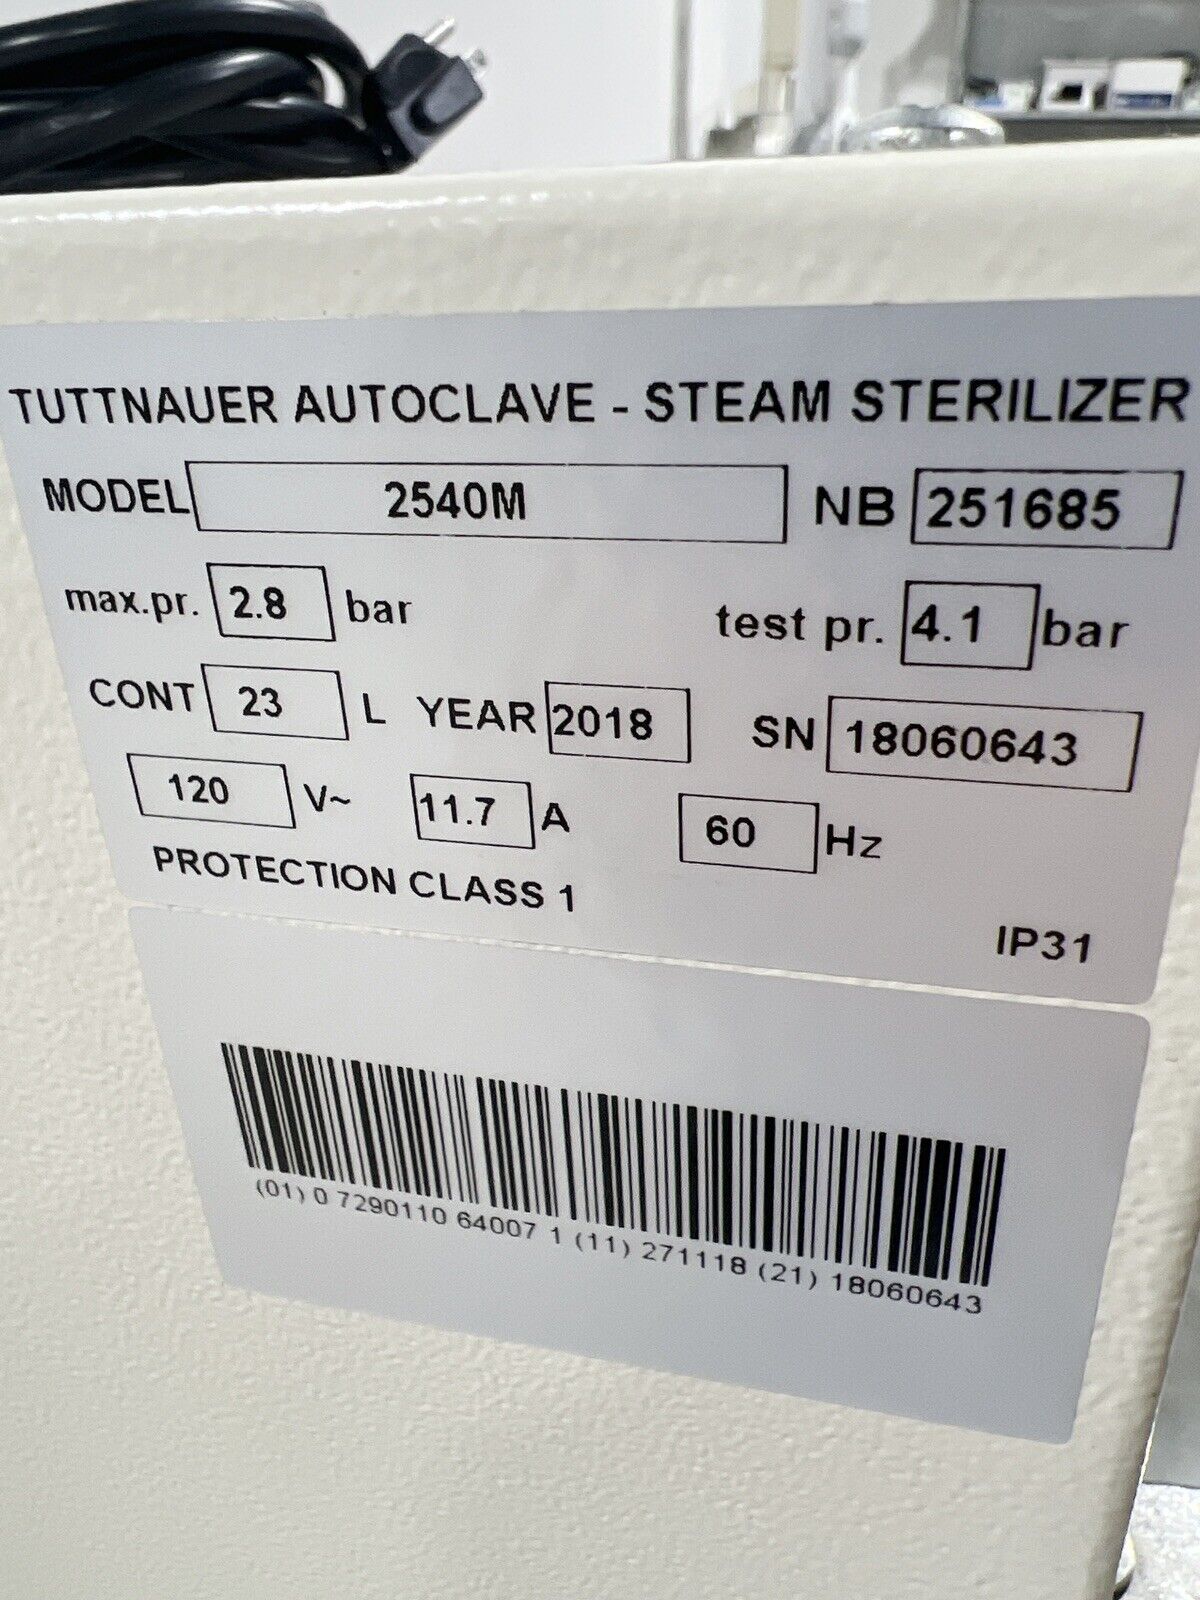 TUTTNAUER AUTOCLAVE - STEAM STERILIZER
MODEL 2540M NB 251685
max.pr. 2.8 bar test pr. 4.1 bar
CONT 23 L YEAR 2018 SN 18060643
120 V~ 11.7 A 60 Hz
PROTECTION CLASS 1
IP31
(01) 0 7290110 64007 1 (11) 271118 (21) 18060643